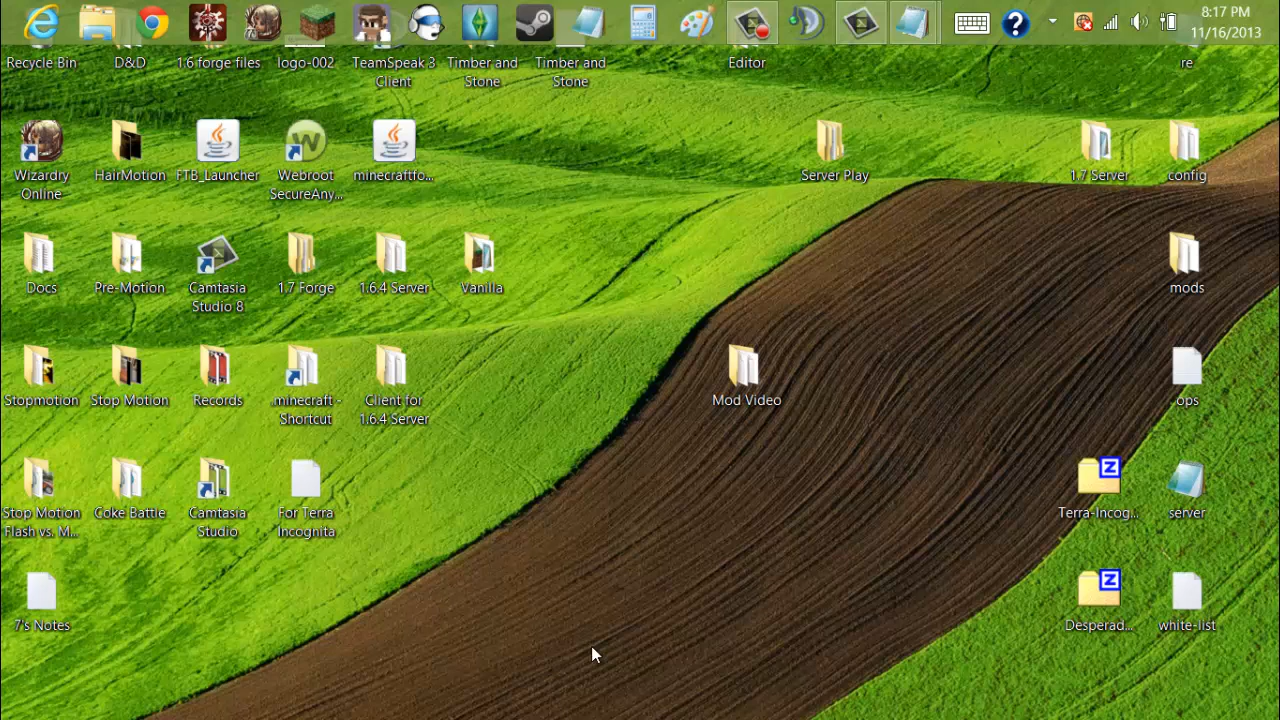 8:17 PM
11/16/2013
Recycle Bin
D&D
1.6 forge files
logo-002
TeamSpeak 3
Client
Timber and
Stone
Timber and
Stone
Editor
re
Wizardry
Online
HairMotion
FTB_Launcher
Webroot
SecureAny...
minecraftfo...
Server Play
1.7 Server
config
Docs
Pre-Motion
Camtasia
Studio 8
1.7 Forge
1.6.4 Server
Vanilla
mods
Stopmotion
Stop Motion
Records
.minecraft -
Shortcut
Client for
1.6.4 Server
Mod Video
ops
Stop Motion
Flash vs. M...
Coke Battle
Camtasia
Studio
For Terra
Incognita
Terra-Incog...
server
7's Notes
Desperad...
white-list